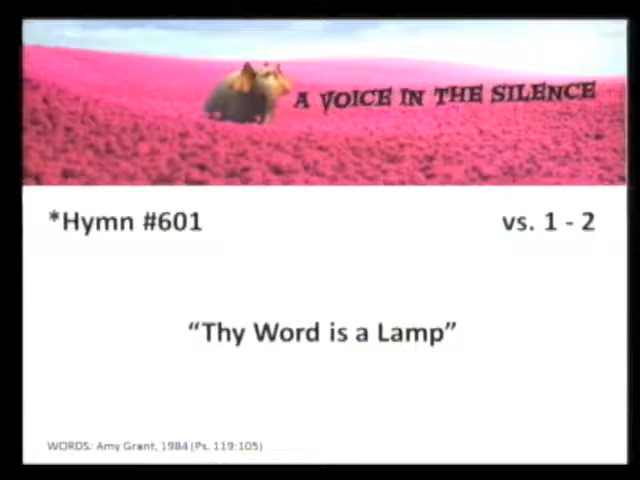 A VOICE IN THE SILENCE
*Hymn #601 vs. 1 - 2
“Thy Word is a Lamp”
WORDS: Amy Grant, 1984 (Ps. 119:105)